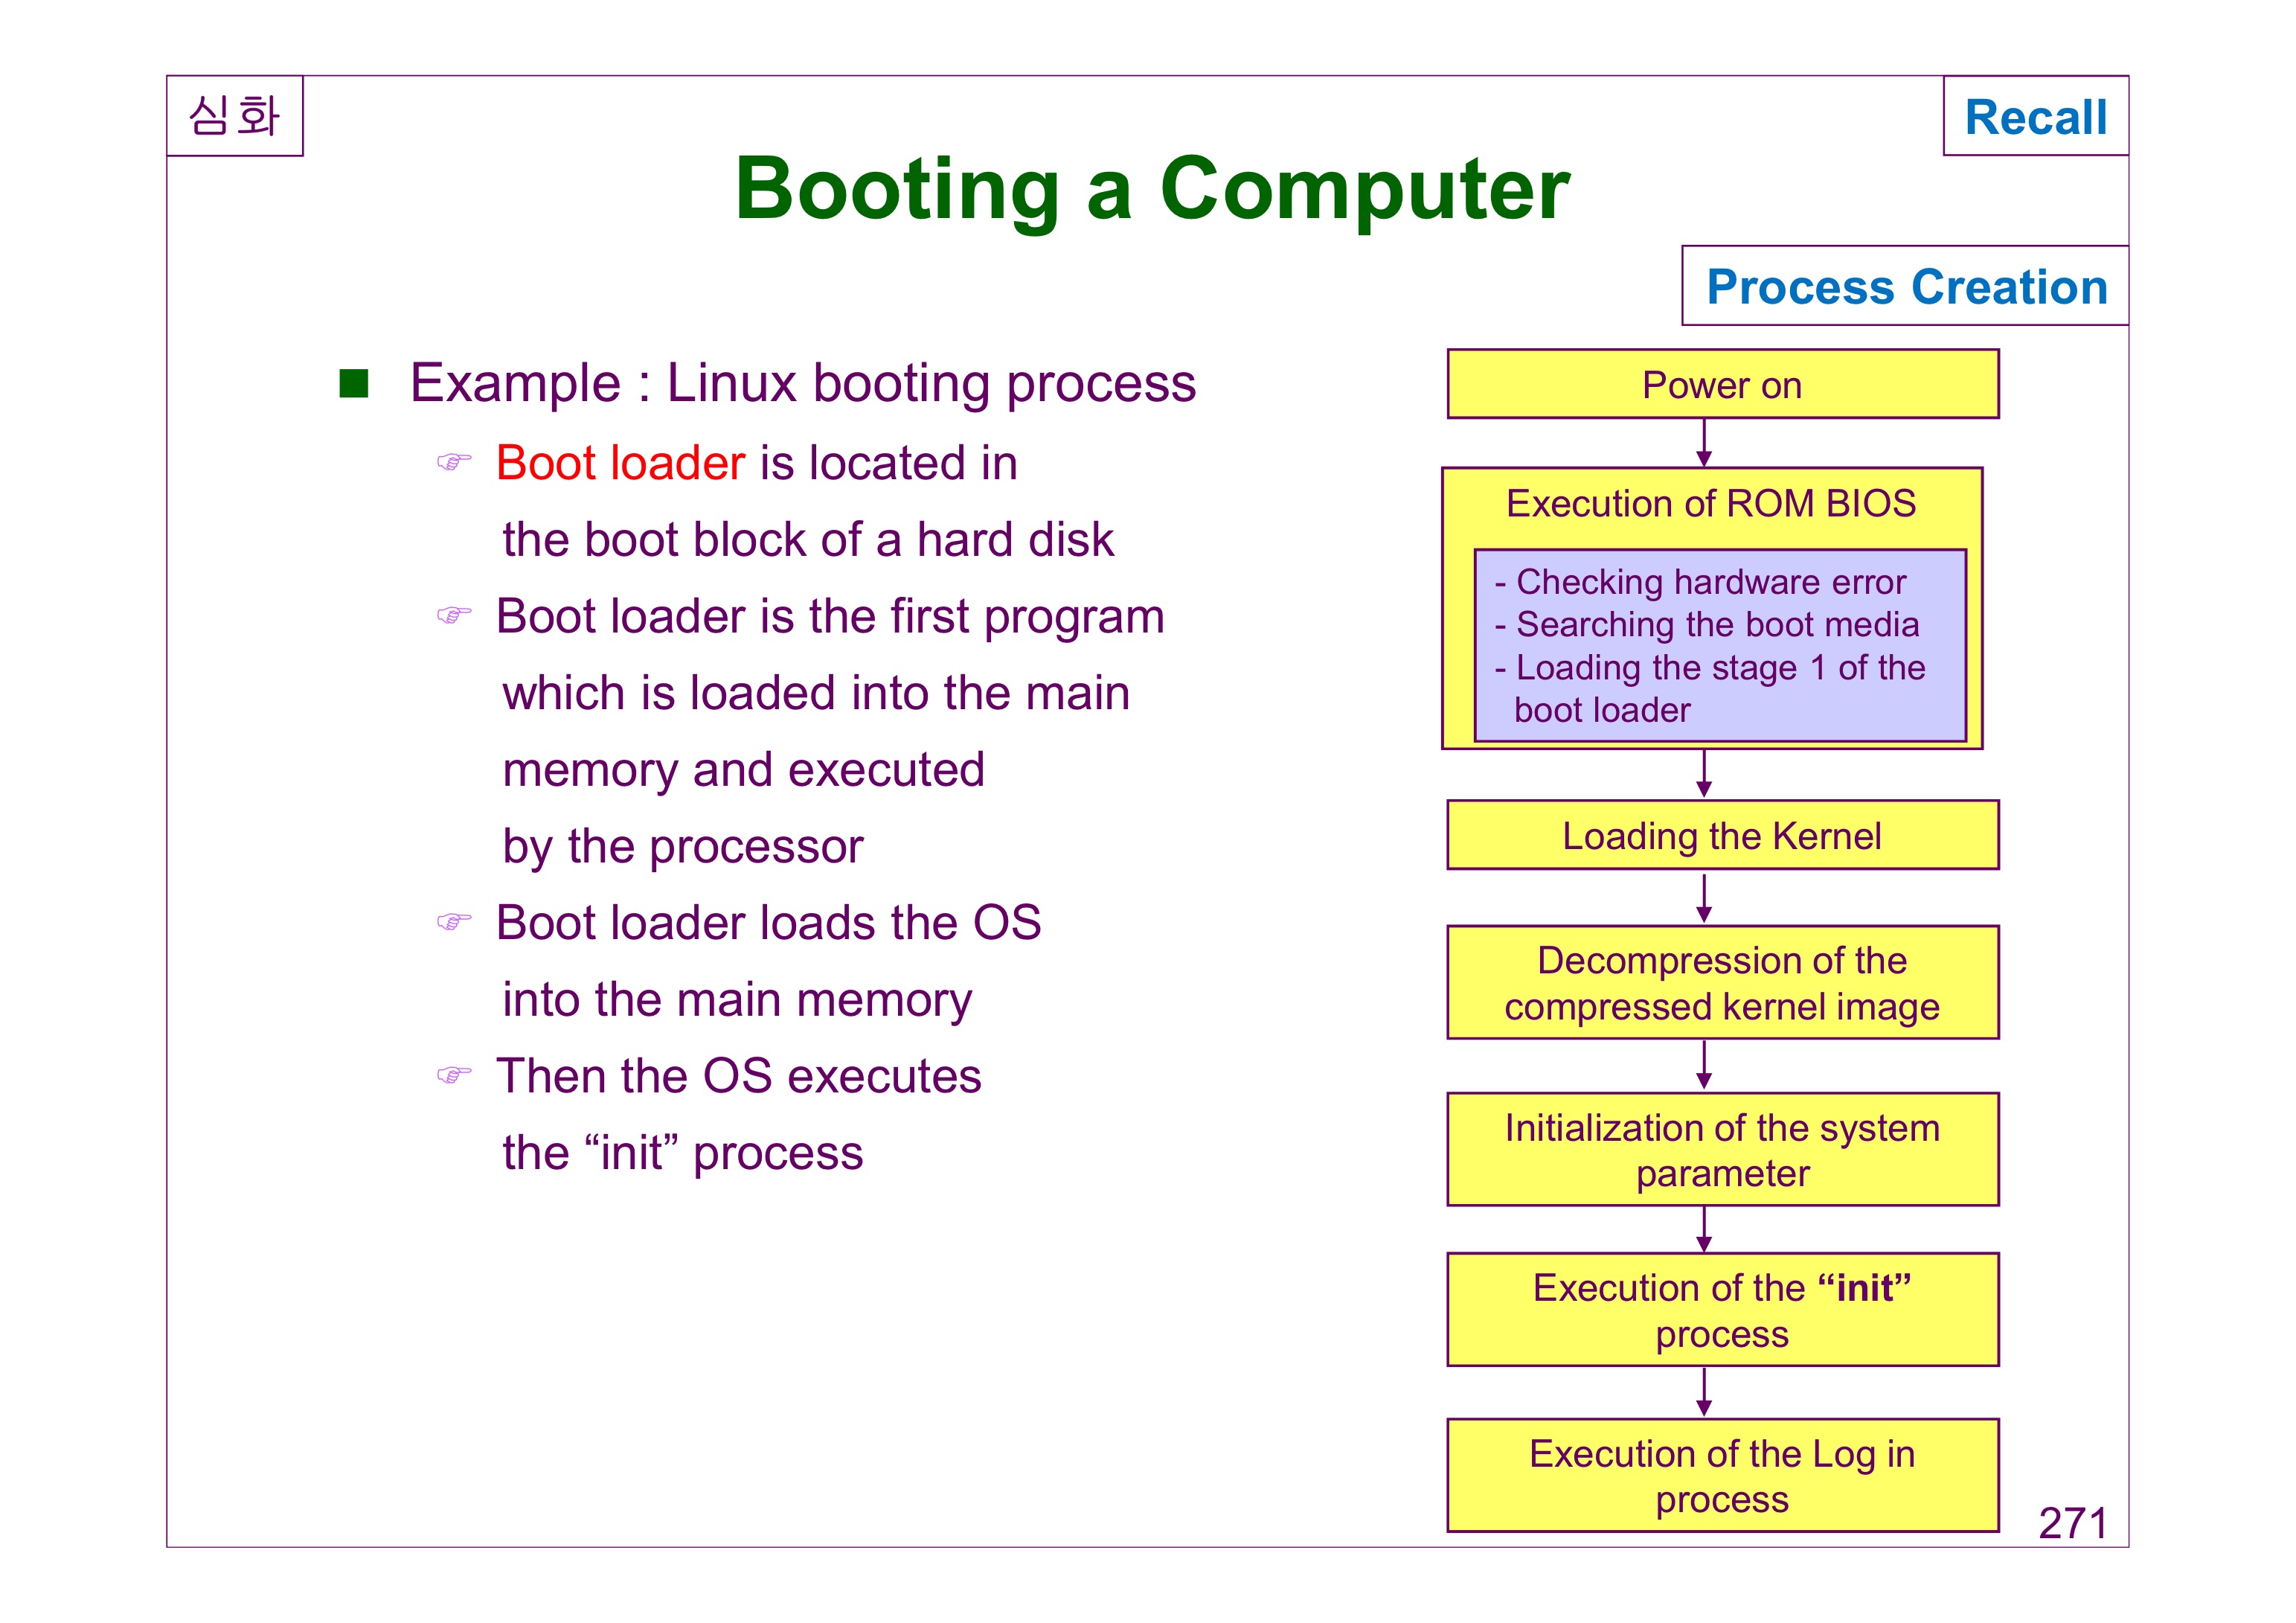 심화
Recall
Booting a Computer
Process Creation
■ Example : Linux booting process
☞ Boot loader is located in
the boot block of a hard disk
☞ Boot loader is the first program
which is loaded into the main
memory and executed
by the processor
☞ Boot loader loads the OS
into the main memory
☞ Then the OS executes
the “init” process
Power on
Execution of ROM BIOS
- Checking hardware error
- Searching the boot media
- Loading the stage 1 of the
boot loader
Loading the Kernel
Decompression of the
compressed kernel image
Initialization of the system
parameter
Execution of the “init”
process
Execution of the Log in
process
271